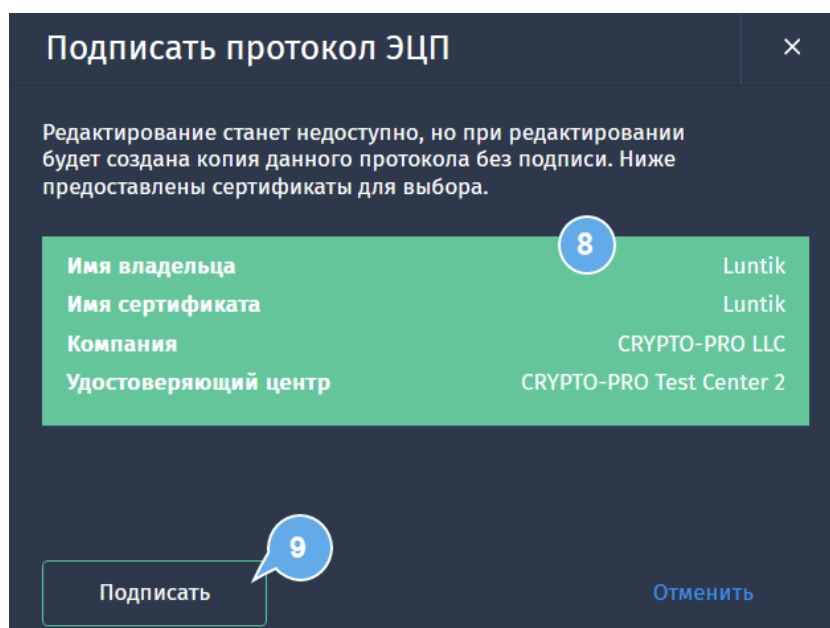 Подписать протокол ЭЦП ×
Редактирование станет недоступно, но при редактировании
будет создана копия данного протокола без подписи. Ниже
предоставлены сертификаты для выбора.
8
Имя владельца Luntik
Имя сертификата Luntik
Компания CRYPTO-PRO LLC
Удостоверяющий центр CRYPTO-PRO Test Center 2
9
Подписать Отменить